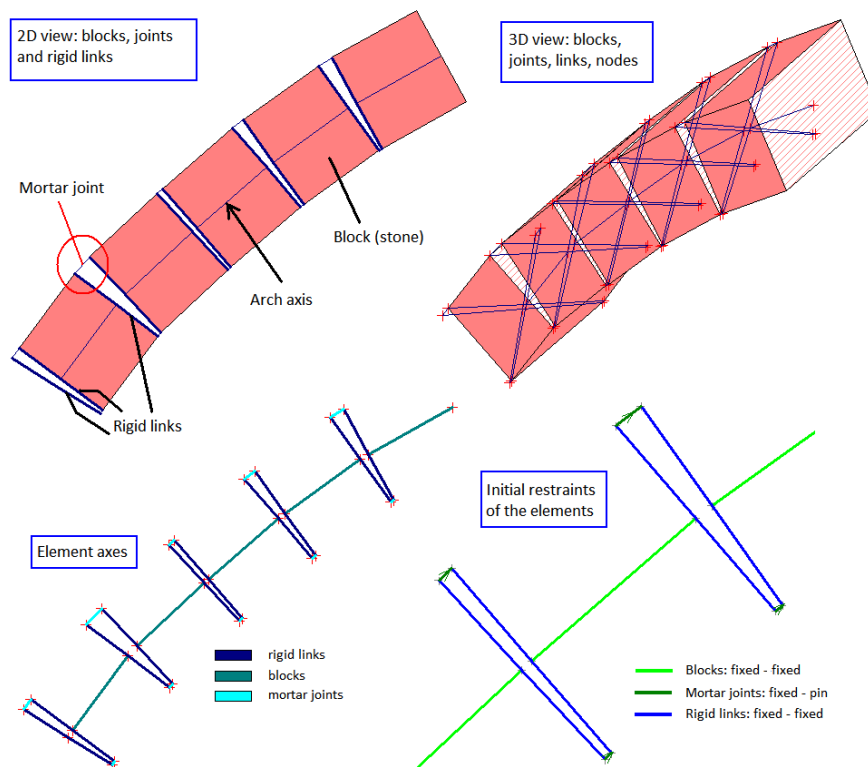 2D view: blocks, joints
and rigid links
3D view: blocks,
joints, links, nodes
Mortar joint
Block (stone)
Arch axis
Rigid links
Element axes
Initial restraints
of the elements
rigid links
blocks
mortar joints
Blocks: fixed - fixed
Mortar joints: fixed - pin
Rigid links: fixed - fixed